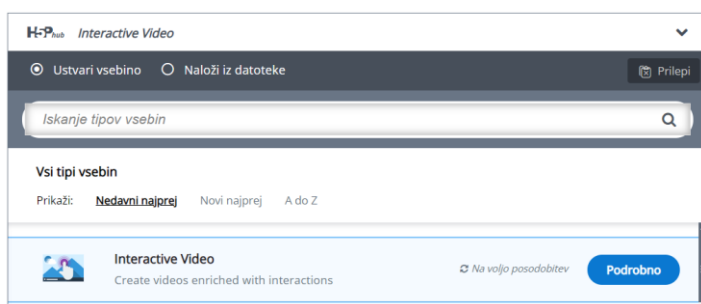 H5Phub Interactive Video
Ustvari vsebino Naloži iz datoteke Prilepi
Iskanje tipov vsebin
Vsi tipi vsebin
Prikaži: Nedavni najprej Novi najprej A do Z
Interactive Video
Create videos enriched with interactions
Na voljo posodobitev Podrobno